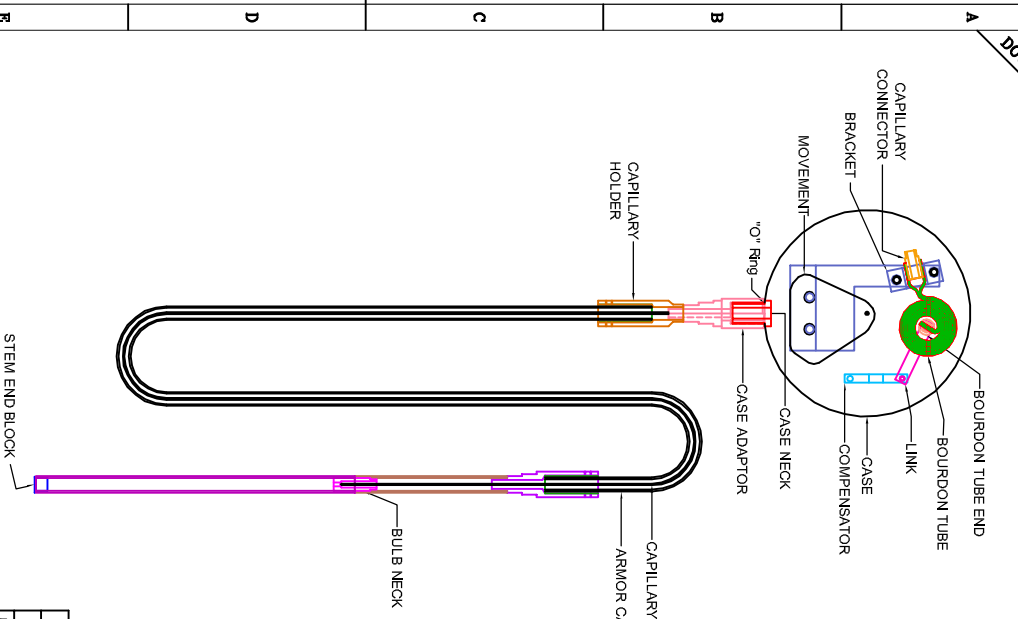 D
C
B
A
CAPILLARY
CONNECTOR
BRACKET
MOVEMENT
"O" Ring
CAPILLARY
HOLDER
BOURDON TUBE END
BOURDON TUBE
LINK
CASE
COMPENSATOR
CASE NECK
CASE ADAPTOR
CAPILLARY
ARMOR
BULB NECK
STEM END BLOCK